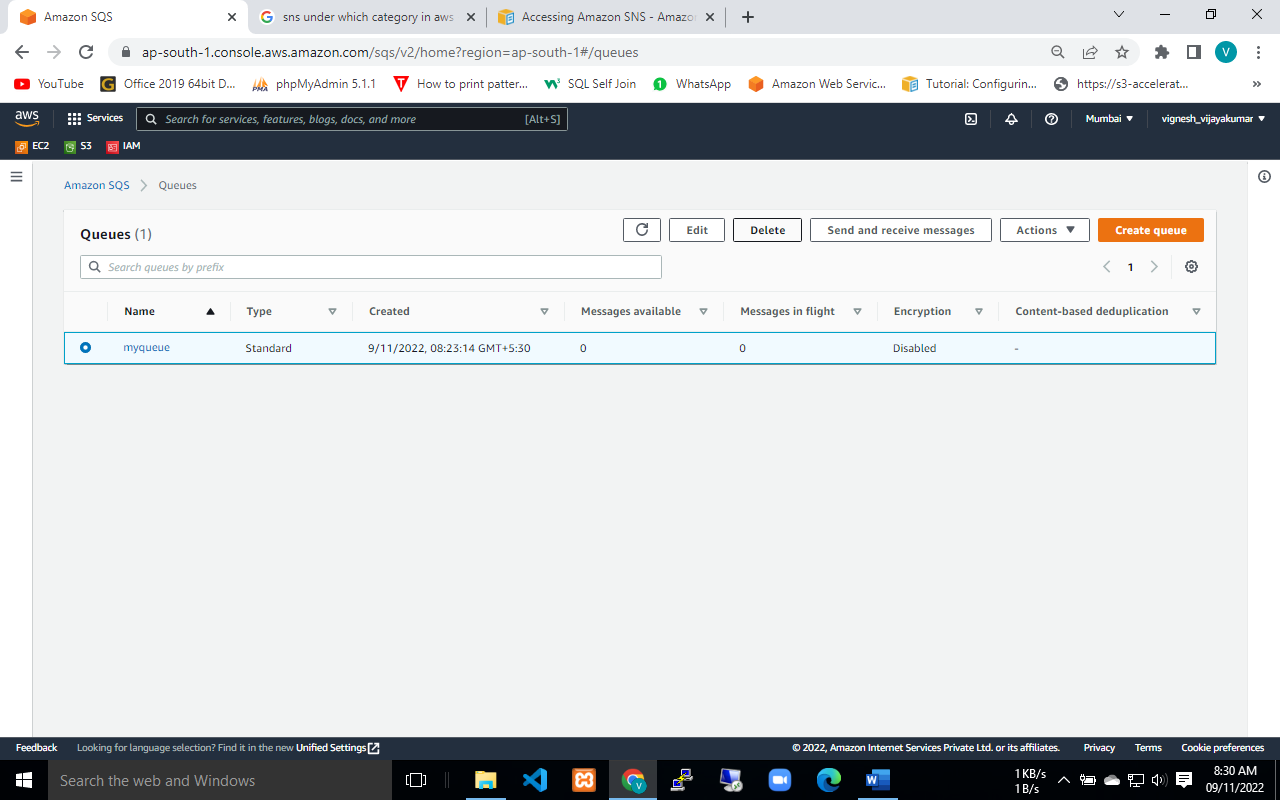 Amazon SQS
sns under which category in aws
Accessing Amazon SNS - Amazo
ap-south-1.console.aws.amazon.com/sqs/v2/home?region=ap-south-1#/queues
V
YouTube
Office 2019 64bit D...
phpMyAdmin 5.1.1
How to print patter...
SQL Self Join
WhatsApp
Amazon Web Servic...
Tutorial: Configurin...
https://s3-accelerat...
»
aws
Services
Search for services, features, blogs, docs, and more
[Alt+S]
Mumbai
vignesh_vijayakumar
EC2
S3
IAM
Amazon SQS
Queues
Queues (1)
Edit
Delete
Send and receive messages
Actions
Create queue
Search queues by prefix
1
Name
Type
Created
Messages available
Messages in flight
Encryption
Content-based deduplication
myqueue
Standard
9/11/2022, 08:23:14 GMT+5:30
0
0
Disabled
-
Feedback
Looking for language selection? Find it in the new Unified Settings
© 2022, Amazon Internet Services Private Ltd. or its affiliates.
Privacy
Terms
Cookie preferences
Search the web and Windows
1 KB/s
1 B/s
8:30 AM
09/11/2022